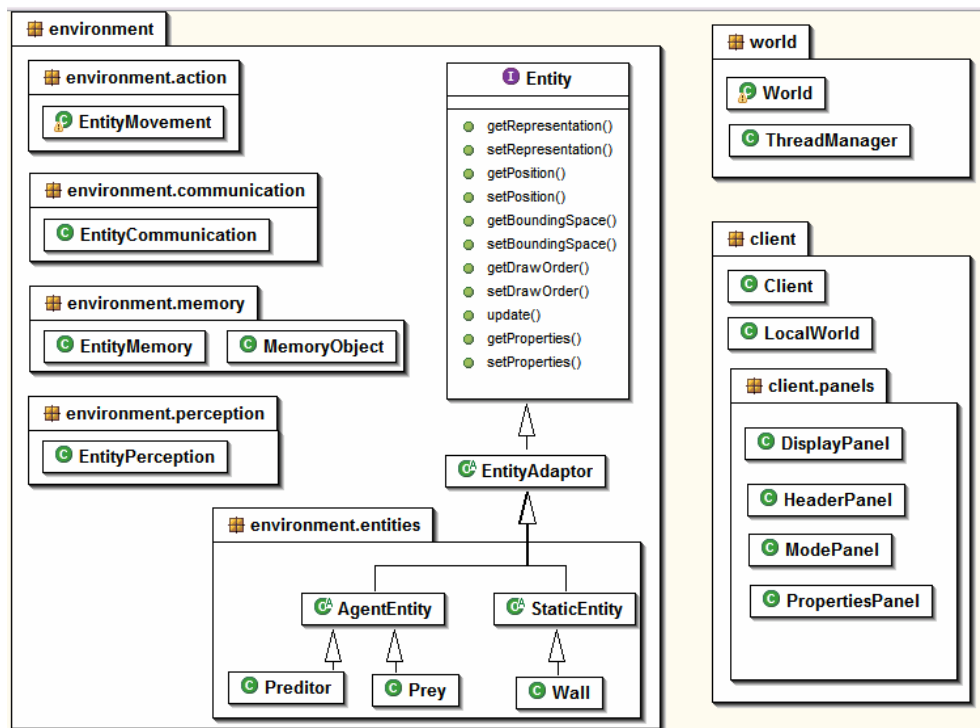 environment
environment.action
EntityMovement
environment.communication
EntityCommunication
environment.memory
EntityMemory
MemoryObject
environment.perception
EntityPerception
Entity
getRepresentation()
setRepresentation()
getPosition()
setPosition()
getBoundingSpace()
setBoundingSpace()
getDrawOrder()
setDrawOrder()
update()
getProperties()
setProperties()
EntityAdaptor
environment.entities
AgentEntity
StaticEntity
Preditor
Prey
Wall
world
World
ThreadManager
client
Client
LocalWorld
client.panels
DisplayPanel
HeaderPanel
ModePanel
PropertiesPanel